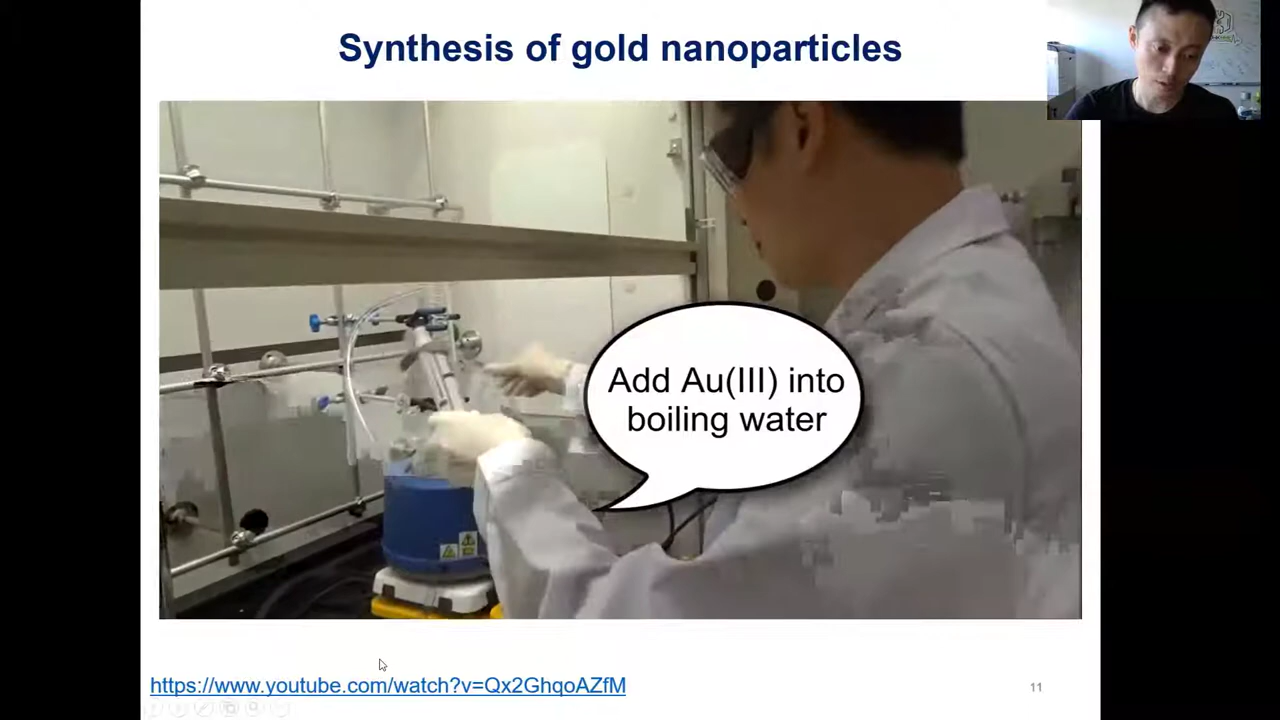 Synthesis of gold nanoparticles
Add Au(III) into
boiling water
https://www.youtube.com/watch?v=Qx2GhqoAZfM
11